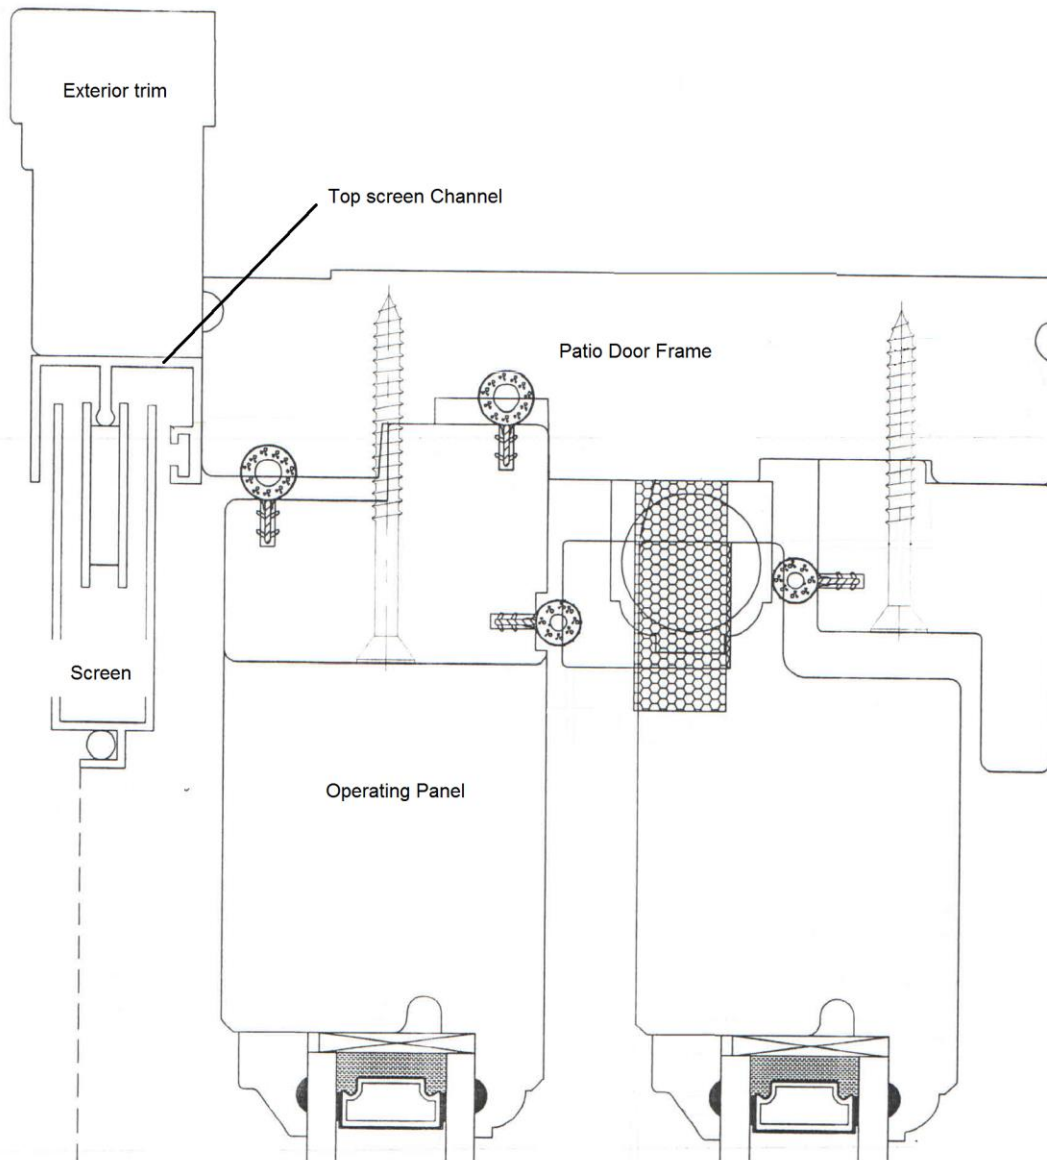 Exterior trim
Top screen Channel
Patio Door Frame
Screen
Operating Panel